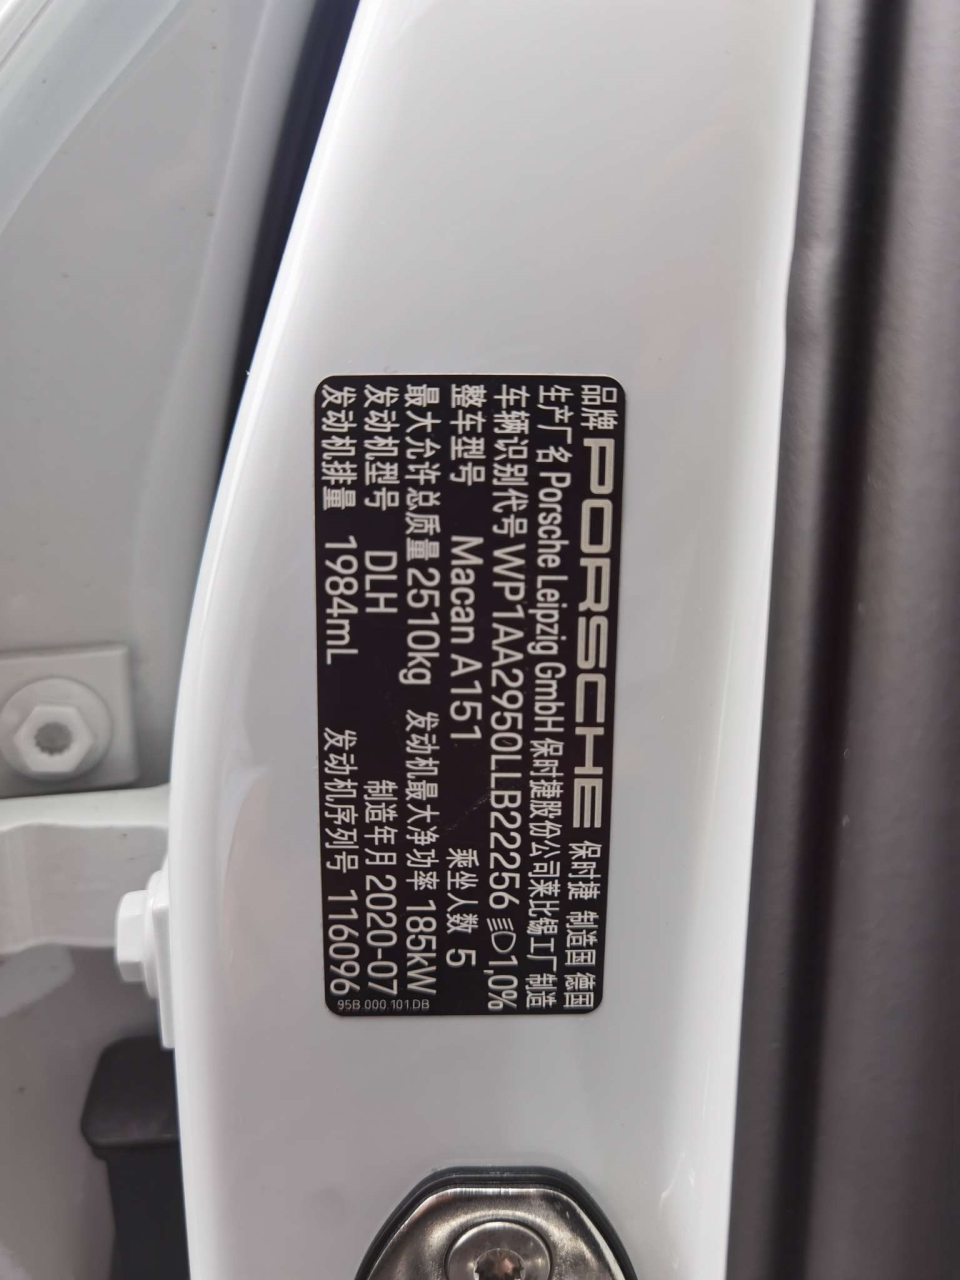 品牌 PORSCHE 保时捷 制造国 德国
生产厂名 Porsche Leipzig GmbH 保时捷股份公司莱比锡工厂 制造
车辆识别代号 WP1AA2950LLB22256 1,0%
整车型号 Macan A151 乘坐人数 5
最大允许总质量 2510kg 发动机最大净功率 185kW
发动机型号 DLH 制造年月 2020-07
发动机排量 1984mL 发动机序列号 116096
95B.000.101.DB